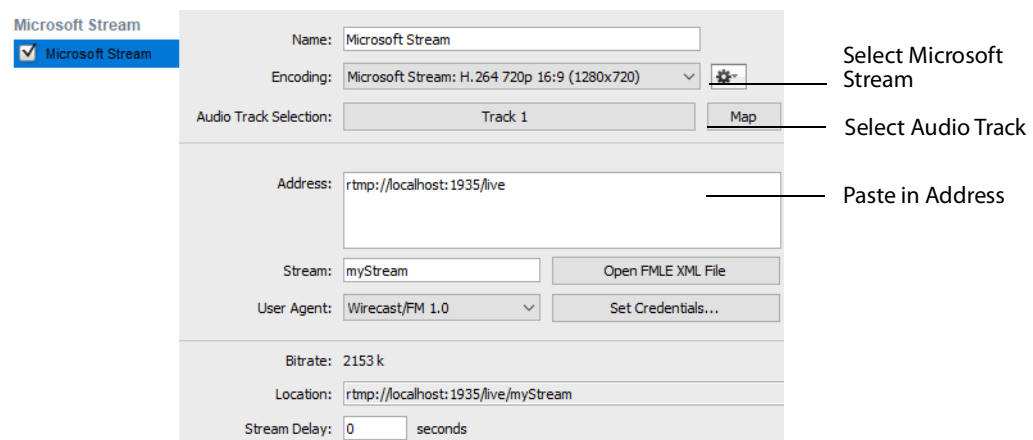 Microsoft Stream
Microsoft Stream
Name: Microsoft Stream
Encoding: Microsoft Stream: H.264 720p 16:9 (1280x720)
Select Microsoft
Stream
Audio Track Selection: Track 1 Map
Select Audio Track
Address: rtmp://localhost:1935/live
Paste in Address
Stream: myStream Open FMLE XML File
User Agent: Wirecast/FM 1.0 Set Credentials...
Bitrate: 2153 k
Location: rtmp://localhost:1935/live/myStream
Stream Delay: 0 seconds